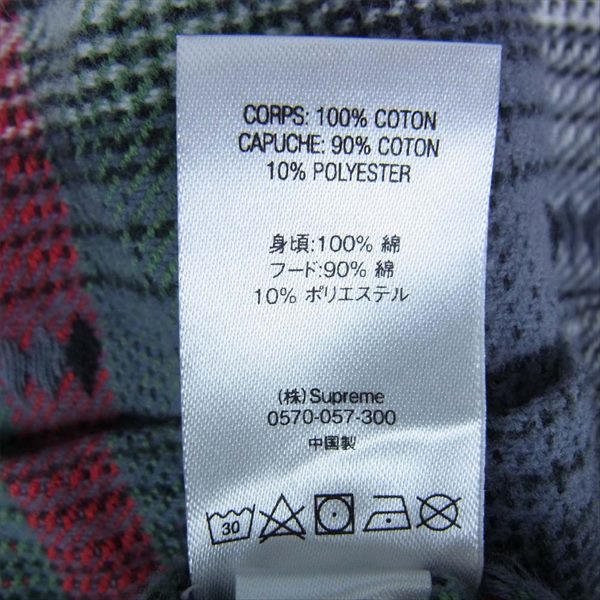 CORPS: 100% COTON
CAPUCHE: 90% COTON
10% POLYESTER
身頃:100% 綿
フード:90% 綿
10% ポリエステル
(株)Supreme
0570-057-300
中国製
30